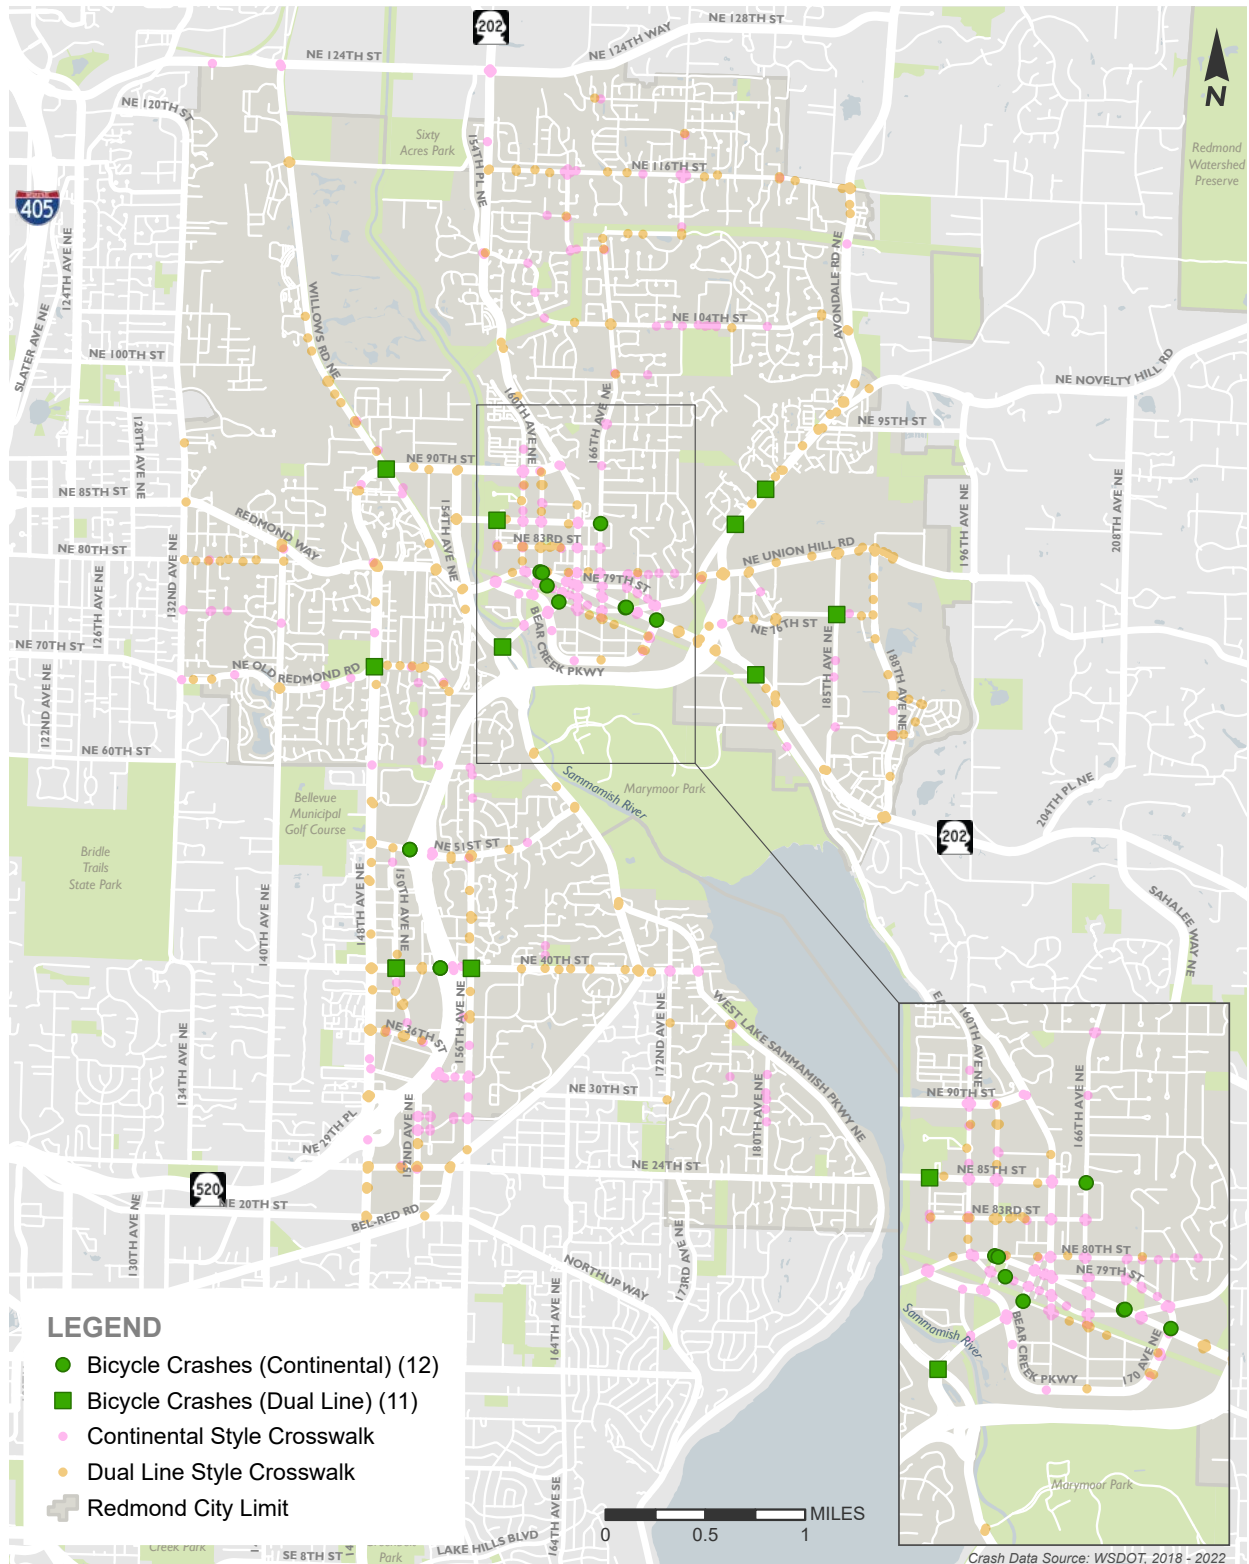 202
NE 128TH ST
NE 124TH WAY
NE 124TH ST
N
NE 120TH ST
Sixty
Acres Park
154TH PL NE
NE 116TH ST
Redmond
Watershed
Preserve
405
124TH AVE NE
AVONDALE RD NE
WILLOWS RD NE
SLATER AVE NE
NE 104TH ST
NE 100TH ST
NE NOVELTY HILL RD
160TH AVE NE
166TH AVE NE
128TH AVE NE
NE 95TH ST
NE 90TH ST
NE 85TH ST
154TH AVE NE
196TH AVE NE
208TH AVE NE
REDMOND WAY
NE 83RD ST
NE 80TH ST
NE UNION HILL RD
132ND AVE NE
126TH AVE NE
NE 79TH ST
BEAR CREEK PKWY
NE 76TH ST
NE 70TH ST
NE OLD REDMOND RD
185TH AVE NE
188TH AVE NE
122ND AVE NE
NE 60TH ST
Sammamish River
Marymoor Park
204TH PL NE
Bellevue
Municipal
Golf Course
202
Bridle
Trails
State Park
NE 51ST ST
148TH AVE NE
150TH AVE NE
140TH AVE NE
SAHALEE WAY NE
NE 40TH ST
156TH AVE NE
172ND AVE NE
WEST LAKE SAMMAMISH PKWY NE
NE 36TH ST
134TH AVE NE
NE 30TH ST
180TH AVE NE
152ND AVE NE
NE 29TH PL
NE 24TH ST
520
NE 20TH ST
BEL-RED RD
130TH AVE NE
173RD AVE NE
NORTHUP WAY
164TH AVE NE
160TH AVE NE
166TH AVE NE
NE 90TH ST
NE 85TH ST
NE 83RD ST
NE 80TH ST
NE 79TH ST
Sammamish River
BEAR CREEK PKWY
170 AVE NE
Marymoor Park
LEGEND
Bicycle Crashes (Continental) (12)
Bicycle Crashes (Dual Line) (11)
Continental Style Crosswalk
Dual Line Style Crosswalk
Redmond City Limit
164TH AVE SE
MILES
0 0.5 1
Creek Park
SE 8TH ST
Park
LAKE HILLS BLVD
Crash Data Source: WSDOT, 2018 - 2022